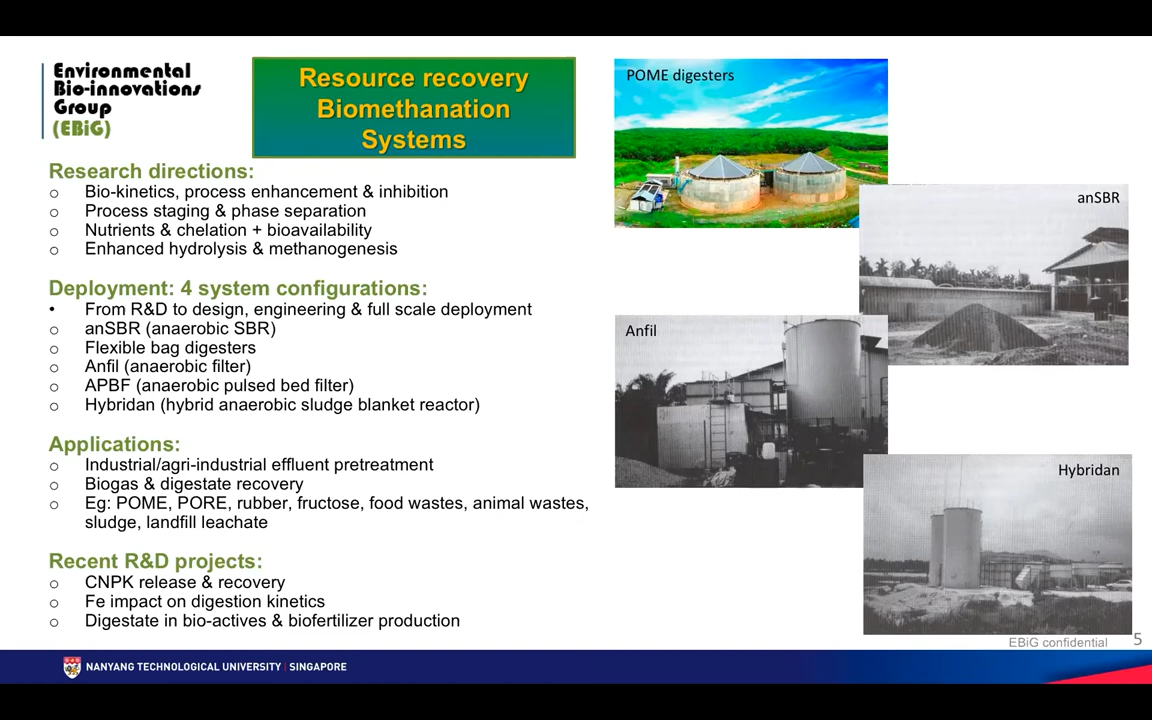 Environmental
Bio-innovations
Group
(EBiG)
Resource recovery
Biomethanation
Systems
Research directions:
o Bio-kinetics, process enhancement & inhibition
o Process staging & phase separation
o Nutrients & chelation + bioavailability
o Enhanced hydrolysis & methanogenesis
Deployment: 4 system configurations:
• From R&D to design, engineering & full scale deployment
o anSBR (anaerobic SBR)
o Flexible bag digesters
o Anfil (anaerobic filter)
o APBF (anaerobic pulsed bed filter)
o Hybridan (hybrid anaerobic sludge blanket reactor)
Applications:
o Industrial/agri-industrial effluent pretreatment
o Biogas & digestate recovery
o Eg: POME, PORE, rubber, fructose, food wastes, animal wastes,
sludge, landfill leachate
Recent R&D projects:
o CNPK release & recovery
o Fe impact on digestion kinetics
o Digestate in bio-actives & biofertilizer production
POME digesters
anSBR
Anfil
Hybridan
EBiG confidential 5
NANYANG TECHNOLOGICAL UNIVERSITY | SINGAPORE